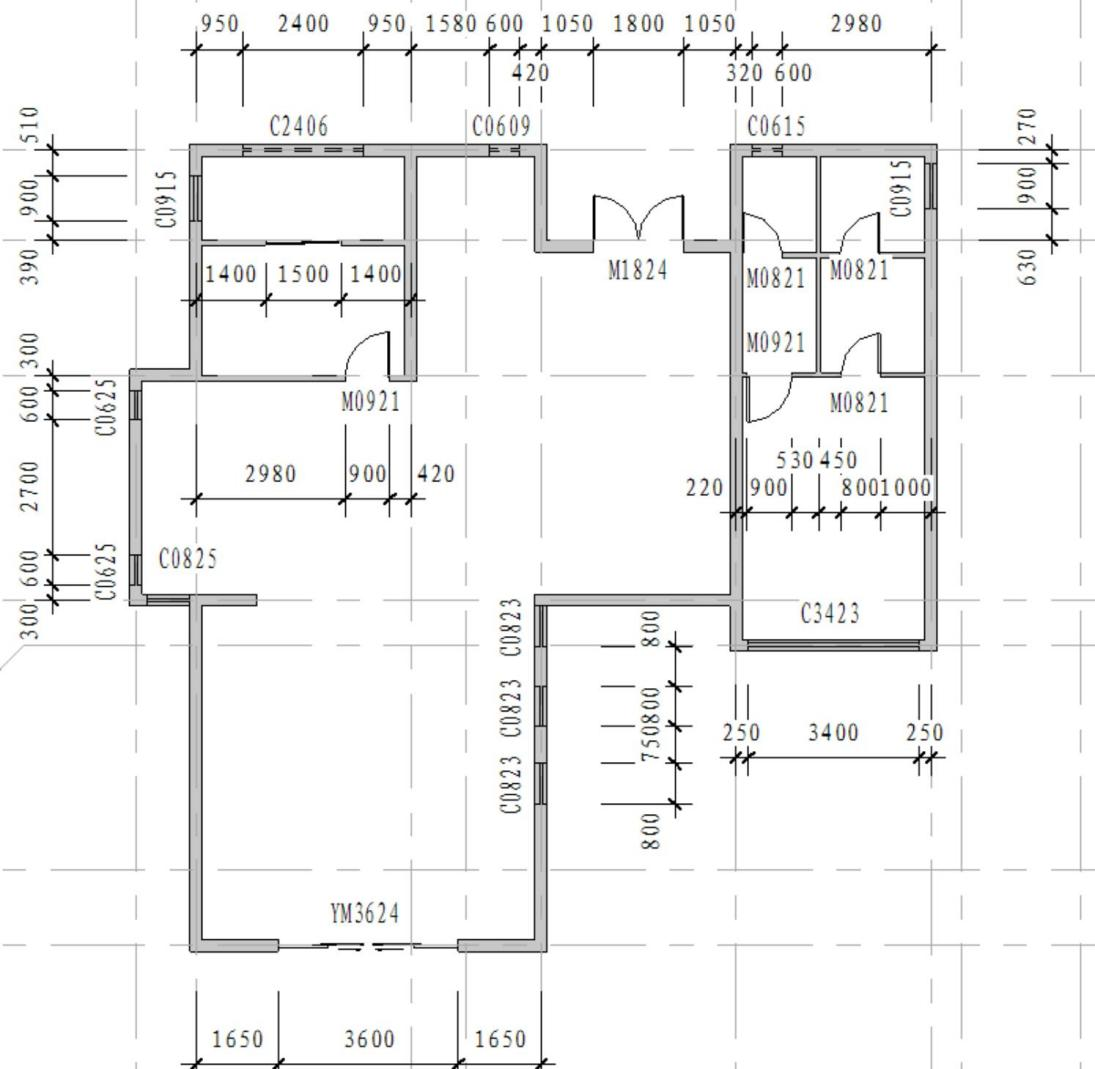 950 2400 950 1580 600 1050 1800 1050 2980
420 320 600
510
900
390
300
600
2700
600
300
C2406 C0609 C0615
C0915
C0915
270
900
630
1400 1500 1400
M1824
M0821 M0821
M0921
C0625
M0921
M0821
2980 900 420
530 450
220 900 800 1000
C0625
C0825
C0823
800
C3423
C0823
800
750
250 3400 250
C0823
800
YM3624
1650 3600 1650